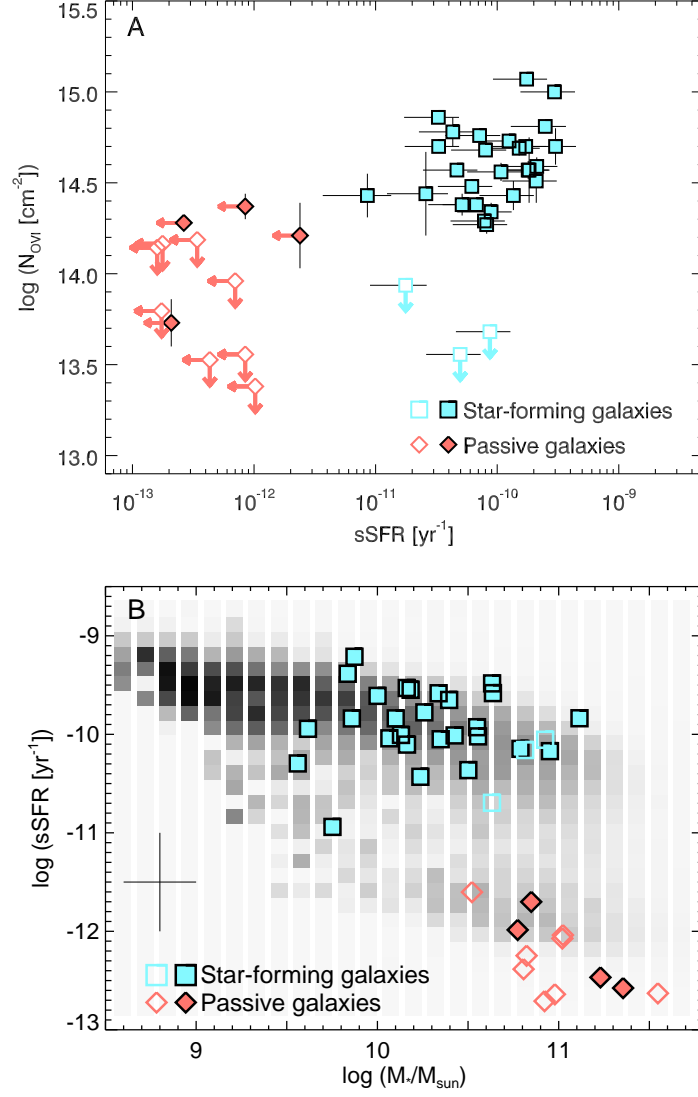 A
15.5
15.0
14.5
14.0
13.5
13.0
log (N_OVI [cm⁻²])
Star-forming galaxies
Passive galaxies
10⁻¹³ 10⁻¹² 10⁻¹¹ 10⁻¹⁰ 10⁻⁹
sSFR [yr⁻¹]
B
-9
-10
-11
-12
-13
log (sSFR [yr⁻¹])
Star-forming galaxies
Passive galaxies
9 10 11
log (M_*/M_sun)